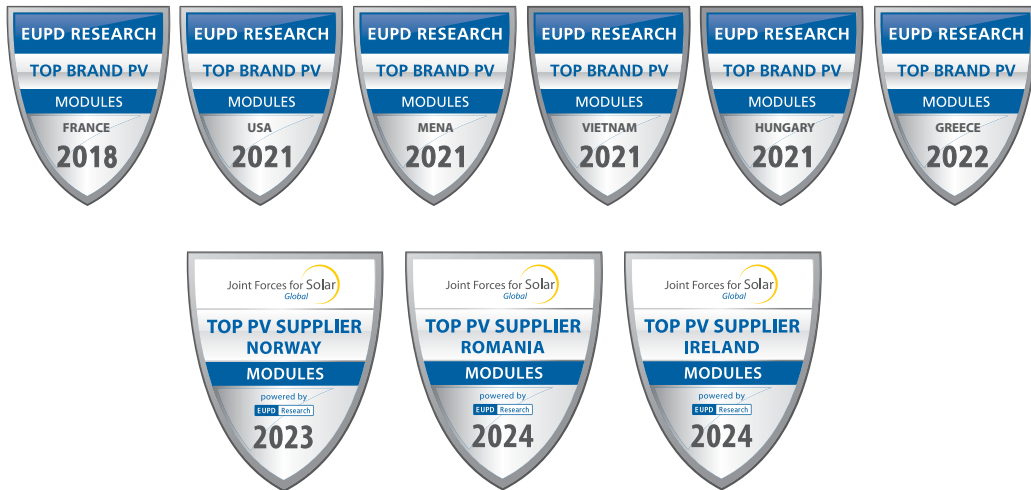 EUPD RESEARCH
TOP BRAND PV
MODULES
FRANCE
2018
EUPD RESEARCH
TOP BRAND PV
MODULES
USA
2021
EUPD RESEARCH
TOP BRAND PV
MODULES
MENA
2021
EUPD RESEARCH
TOP BRAND PV
MODULES
VIETNAM
2021
EUPD RESEARCH
TOP BRAND PV
MODULES
HUNGARY
2021
EUPD RESEARCH
TOP BRAND PV
MODULES
GREECE
2022
Joint Forces for Solar
Global
TOP PV SUPPLIER
NORWAY
MODULES
powered by
EUPD Research
2023
Joint Forces for Solar
Global
TOP PV SUPPLIER
ROMANIA
MODULES
powered by
EUPD Research
2024
Joint Forces for Solar
Global
TOP PV SUPPLIER
IRELAND
MODULES
powered by
EUPD Research
2024